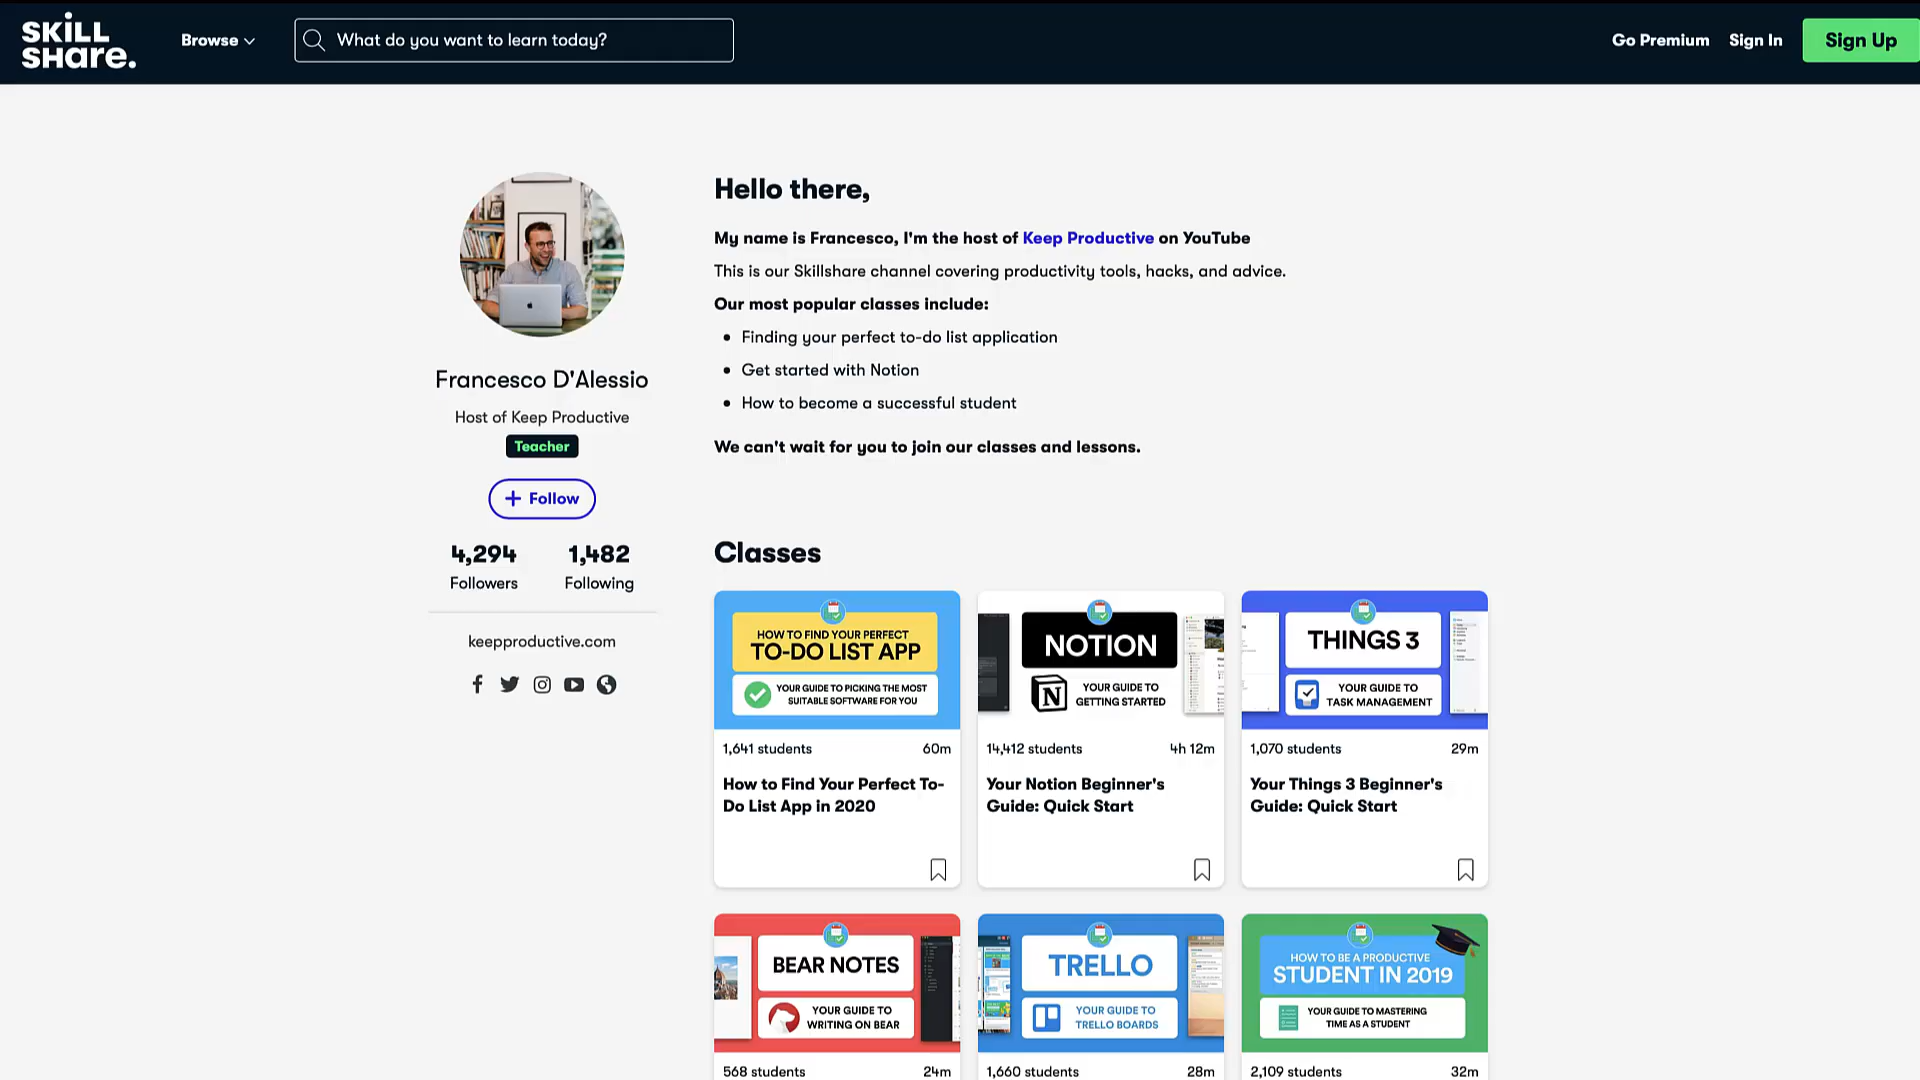 SKILL
SHare.
Browse
What do you want to learn today?
Go Premium
Sign In
Sign Up
Francesco D'Alessio
Host of Keep Productive
Teacher
Follow
4,294
1,482
Followers
Following
keepproductive.com
Hello there,
My name is Francesco, I'm the host of Keep Productive on YouTube
This is our Skillshare channel covering productivity tools, hacks, and advice.
Our most popular classes include:
Finding your perfect to-do list application
Get started with Notion
How to become a successful student
We can't wait for you to join our classes and lessons.
Classes
HOW TO FIND YOUR PERFECT
TO-DO LIST APP
YOUR GUIDE TO PICKING THE MOST
SUITABLE SOFTWARE FOR YOU
1,641 students
60m
How to Find Your Perfect To-
Do List App in 2020
NOTION
N
YOUR GUIDE TO
GETTING STARTED
14,412 students
4h 12m
Your Notion Beginner's
Guide: Quick Start
THINGS 3
YOUR GUIDE TO
TASK MANAGEMENT
1,070 students
29m
Your Things 3 Beginner's
Guide: Quick Start
BEAR NOTES
YOUR GUIDE TO
WRITING ON BEAR
568 students
24m
TRELLO
YOUR GUIDE TO
TRELLO BOARDS
1,660 students
28m
HOW TO BE A PRODUCTIVE
STUDENT IN 2019
YOUR GUIDE TO MASTERING
TIME AS A STUDENT
2,109 students
32m